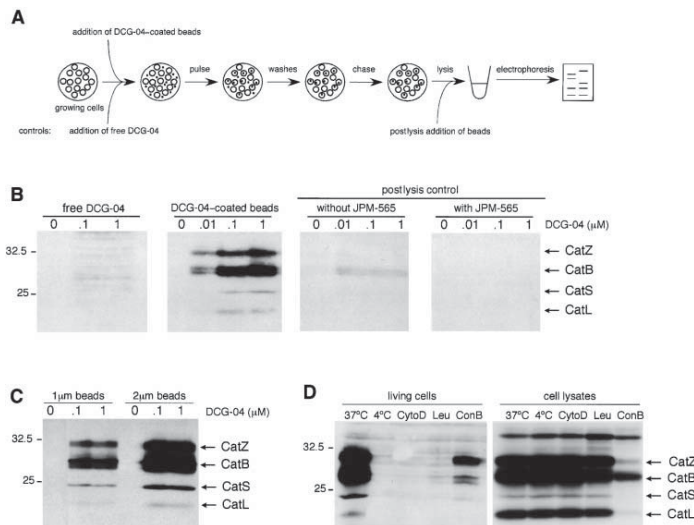 A
addition of DCG-04–coated beads
pulse washes chase lysis electrophoresis
growing cells
controls: addition of free DCG-04 postlysis addition of beads
B
postlysis control
free DCG-04 DCG-04–coated beads without JPM-565 with JPM-565
0 .1 1 0 .01 .1 1 0 .01 .1 1 0 .01 .1 1 DCG-04 (μM)
32.5 - ← CatZ
← CatB
25 - ← CatS
← CatL
C
1μm beads 2μm beads
0 .1 1 0 .1 1 DCG-04 (μM)
32.5 - ← CatZ
← CatB
25 - ← CatS
← CatL
D
living cells cell lysates
37ºC 4ºC CytoD Leu ConB 37ºC 4ºC CytoD Leu ConB
32.5 - ← CatZ
← CatB
25 - ← CatS
← CatL